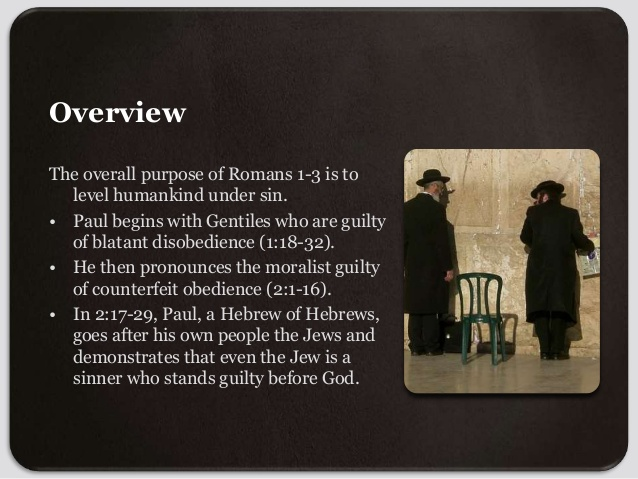 Overview
The overall purpose of Romans 1-3 is to
level humankind under sin.
• Paul begins with Gentiles who are guilty
of blatant disobedience (1:18-32).
• He then pronounces the moralist guilty
of counterfeit obedience (2:1-16).
• In 2:17-29, Paul, a Hebrew of Hebrews,
goes after his own people the Jews and
demonstrates that even the Jew is a
sinner who stands guilty before God.